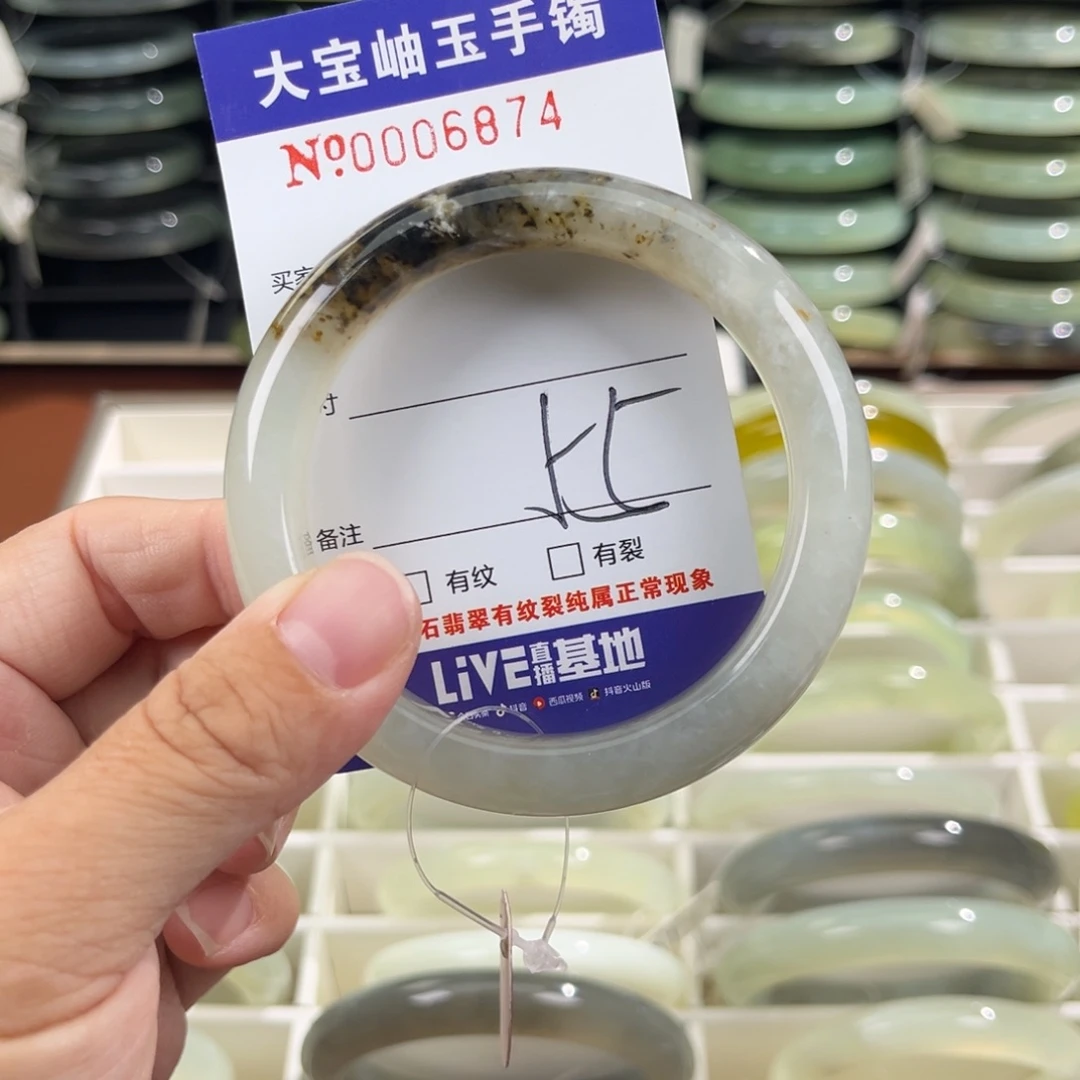 大宝岫玉手镯
Nº0006874
买家
寸
备注
有纹 有裂
石翡翠有纹裂纯属正常现象
LiVE直播基地
抖音 西瓜视频 抖音火山版